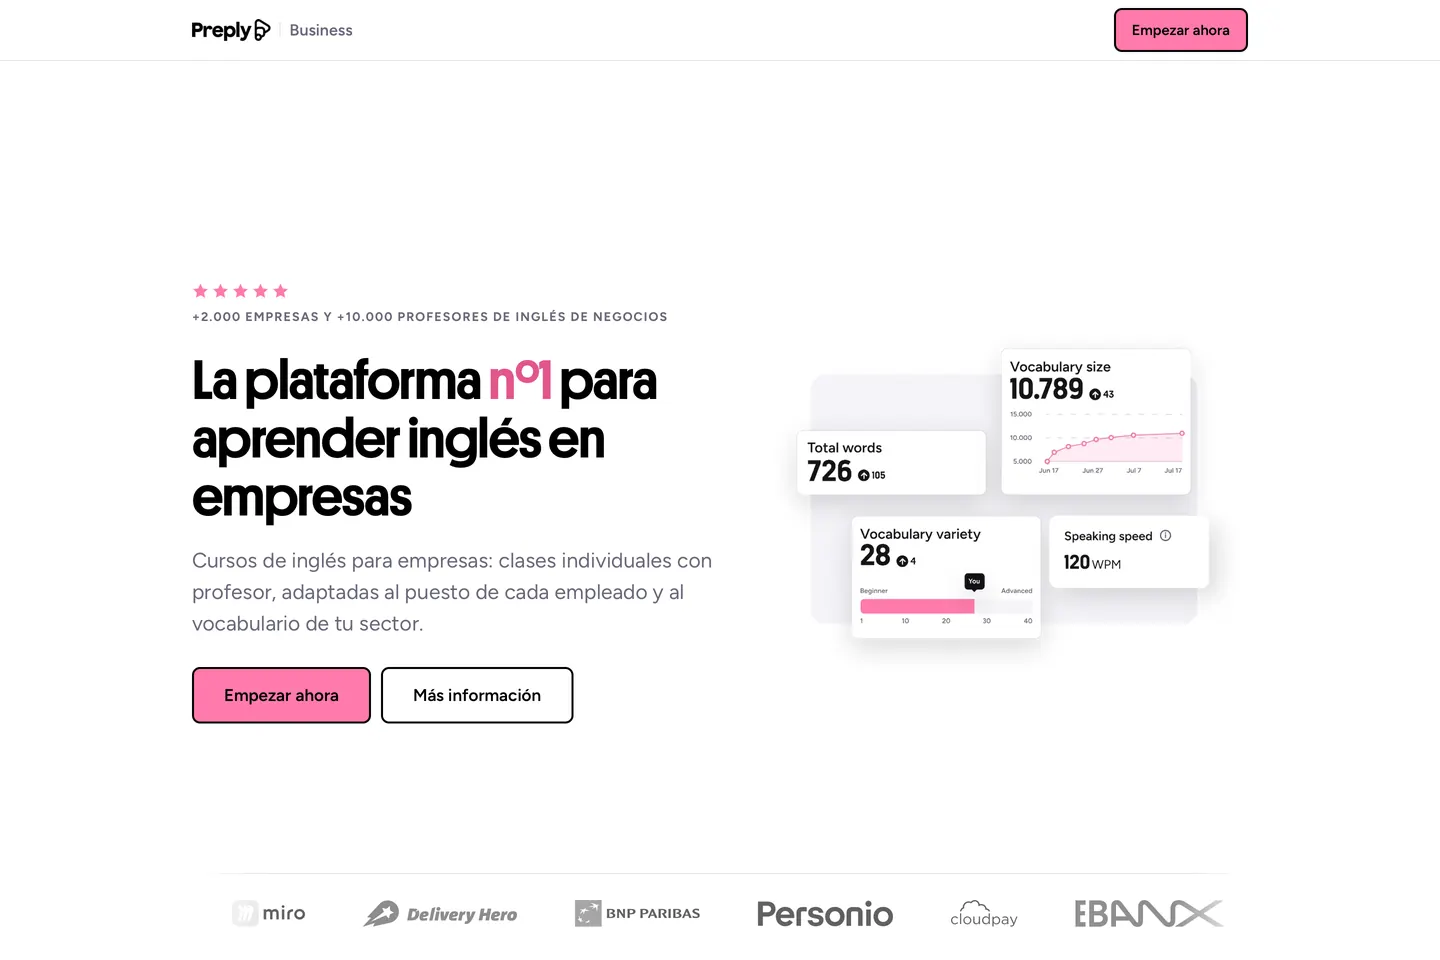 Preply Business
Empezar ahora
+2.000 EMPRESAS Y +10.000 PROFESORES DE INGLÉS DE NEGOCIOS
La plataforma nº1 para
aprender inglés en
empresas
Cursos de inglés para empresas: clases individuales con
profesor, adaptadas al puesto de cada empleado y al
vocabulario de tu sector.
Empezar ahora
Más información
Vocabulary size
10.789 43
15.000
10.000
5.000
Jun 17 Jun 27 Jul 7 Jul 17
Total words
726 105
Vocabulary variety
28 4
You
Beginner Advanced
1 10 20 30 40
Speaking speed
120 WPM
miro
Delivery Hero
BNP PARIBAS
Personio
cloudpay
EBANX